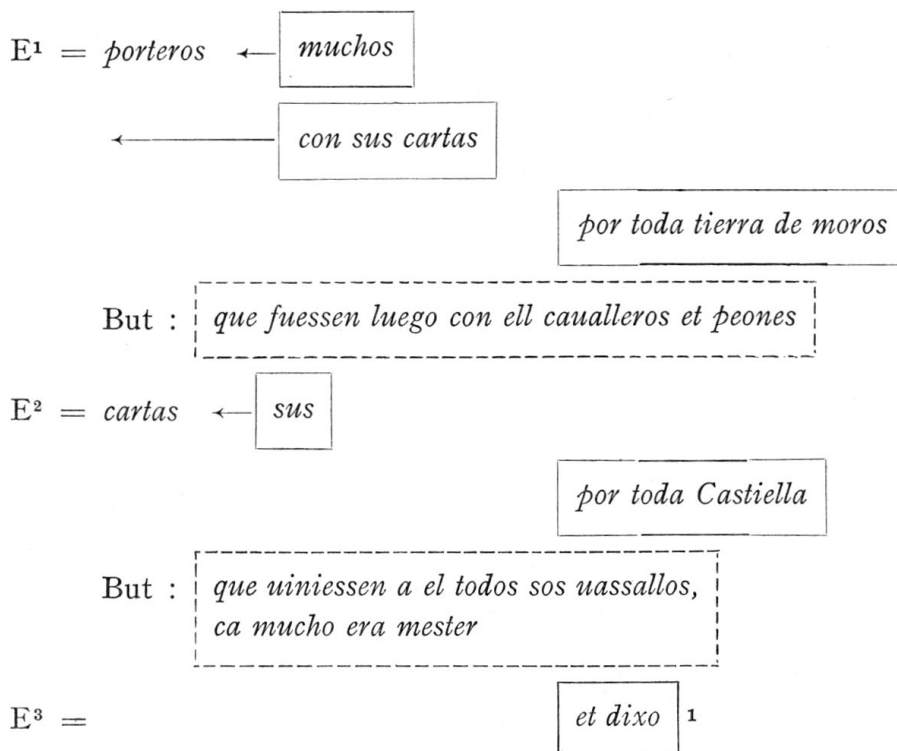 E¹ = porteros ← muchos
← con sus cartas
por toda tierra de moros
But : que fuessen luego con ell caualleros et peones
E² = cartas ← sus
por toda Castiella
But : que uiniessen a el todos sos uassallos,
ca mucho era mester
E³ = et dixo ¹